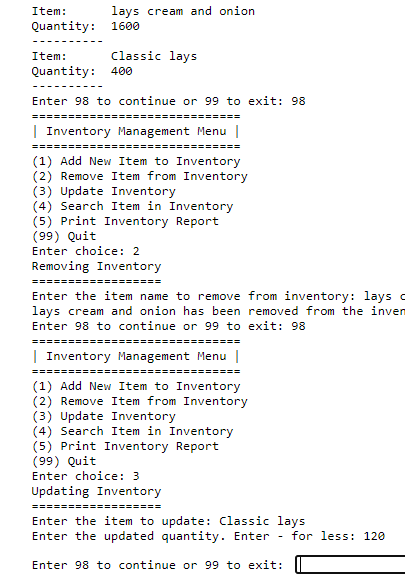 Item:      lays cream and onion
Quantity:  1600
----------
Item:      Classic lays
Quantity:  400
----------
Enter 98 to continue or 99 to exit: 98
=============================
| Inventory Management Menu |
=============================
(1) Add New Item to Inventory
(2) Remove Item from Inventory
(3) Update Inventory
(4) Search Item in Inventory
(5) Print Inventory Report
(99) Quit
Enter choice: 2
Removing Inventory
==================
Enter the item name to remove from inventory: lays
lays cream and onion has been removed from the
Enter 98 to continue or 99 to exit: 98
=============================
| Inventory Management Menu |
=============================
(1) Add New Item to Inventory
(2) Remove Item from Inventory
(3) Update Inventory
(4) Search Item in Inventory
(5) Print Inventory Report
(99) Quit
Enter choice: 3
Updating Inventory
==================
Enter the item to update: Classic lays
Enter the updated quantity. Enter - for less: 120
Enter 98 to continue or 99 to exit: